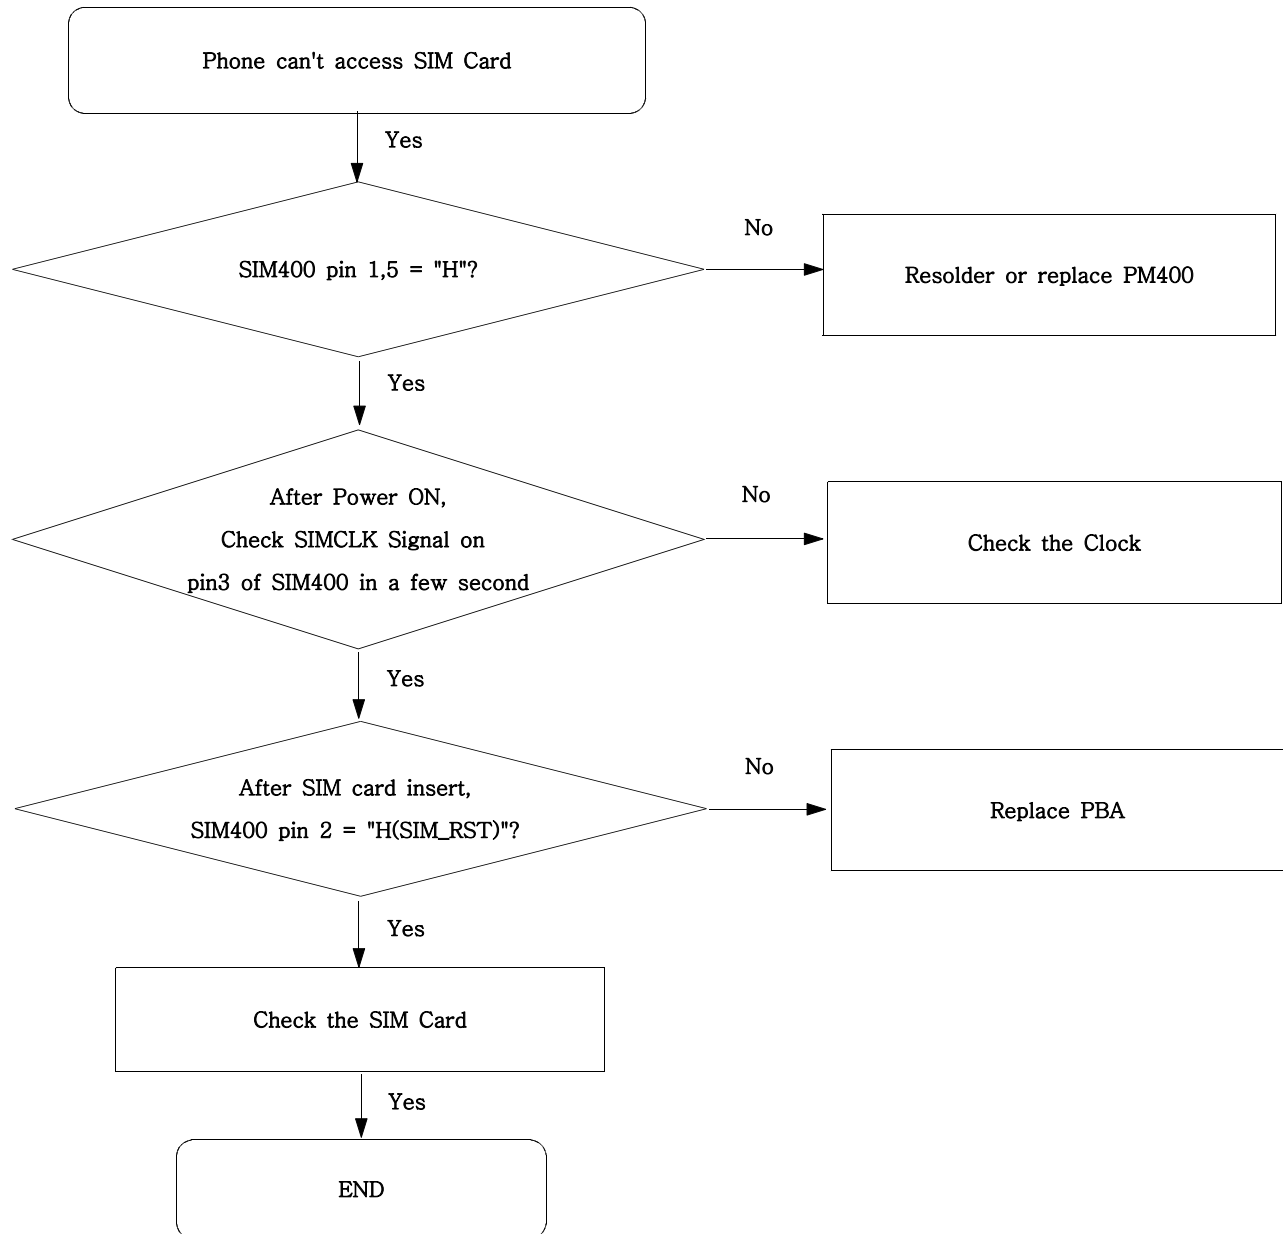 Phone can't access SIM Card
Yes
SIM400 pin 1,5 = "H"?
No
Resolder or replace PM400
Yes
After Power ON,
Check SIMCLK Signal on
pin3 of SIM400 in a few second
No
Check the Clock
Yes
After SIM card insert,
SIM400 pin 2 = "H(SIM_RST)"?
No
Replace PBA
Yes
Check the SIM Card
Yes
END